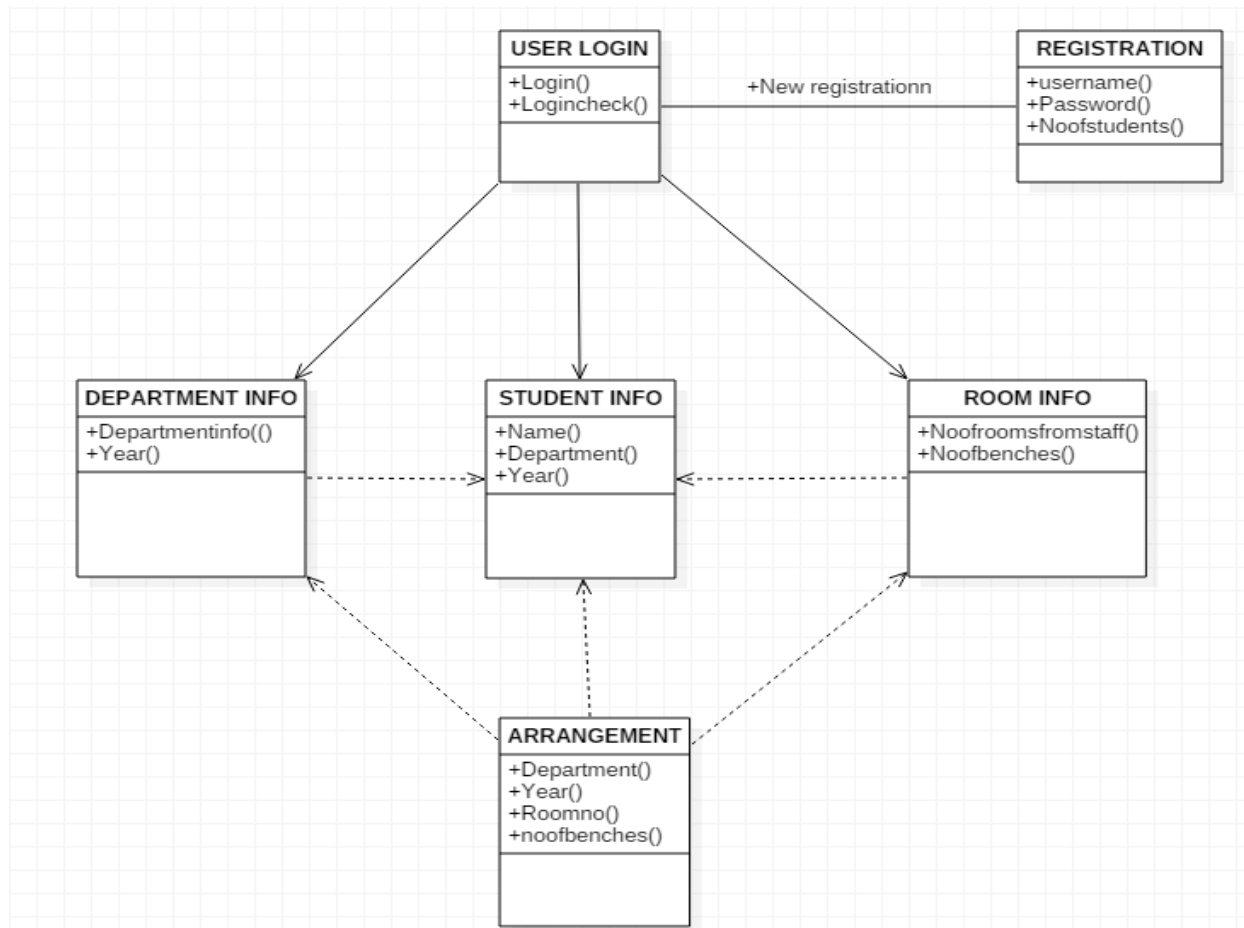 USER LOGIN
+Login()
+Logincheck()
+New registrationn
REGISTRATION
+username()
+Password()
+Noofstudents()
DEPARTMENT INFO
+Departmentinfo(()
+Year()
STUDENT INFO
+Name()
+Department()
+Year()
ROOM INFO
+Noofroomsfromstaff()
+Noofbenches()
ARRANGEMENT
+Department()
+Year()
+Roomno()
+noofbenches()